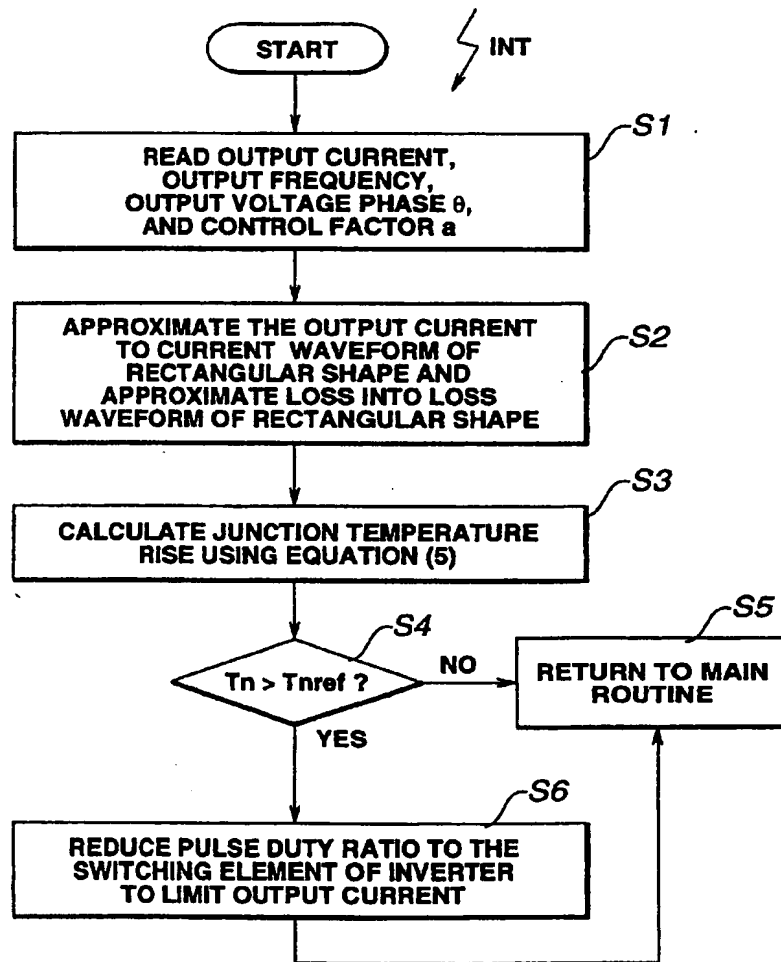 START
INT
S1
READ OUTPUT CURRENT,
OUTPUT FREQUENCY,
OUTPUT VOLTAGE PHASE θ,
AND CONTROL FACTOR a
S2
APPROXIMATE THE OUTPUT CURRENT
TO CURRENT WAVEFORM OF
RECTANGULAR SHAPE AND
APPROXIMATE LOSS INTO LOSS
WAVEFORM OF RECTANGULAR SHAPE.
S3
CALCULATE JUNCTION TEMPERATURE
RISE USING EQUATION (5)
S4
Tn > Tnref ?
NO
YES
S5
RETURN TO MAIN
ROUTINE
S6
REDUCE PULSE DUTY RATIO TO THE
SWITCHING ELEMENT OF INVERTER
TO LIMIT OUTPUT CURRENT